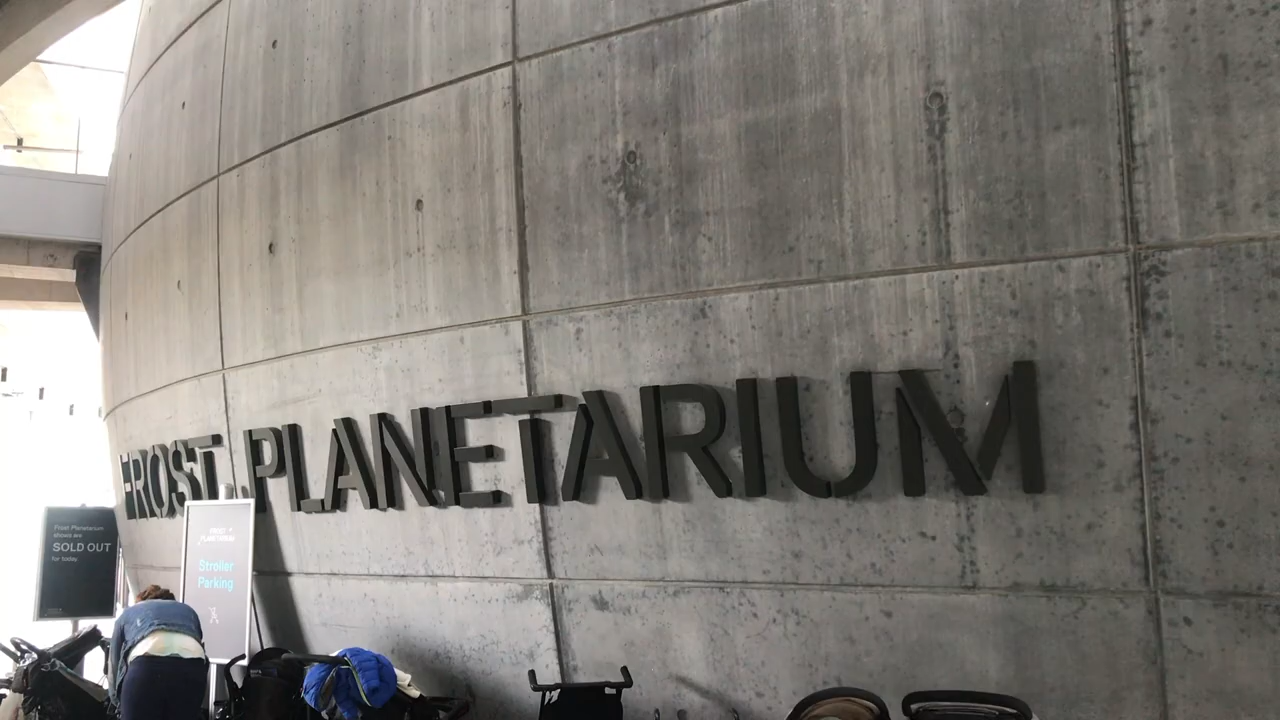 FROST PLANETARIUM
Frost Planetarium
shows are
SOLD OUT
for today
FROST
PLANETARIUM
Stroller
Parking